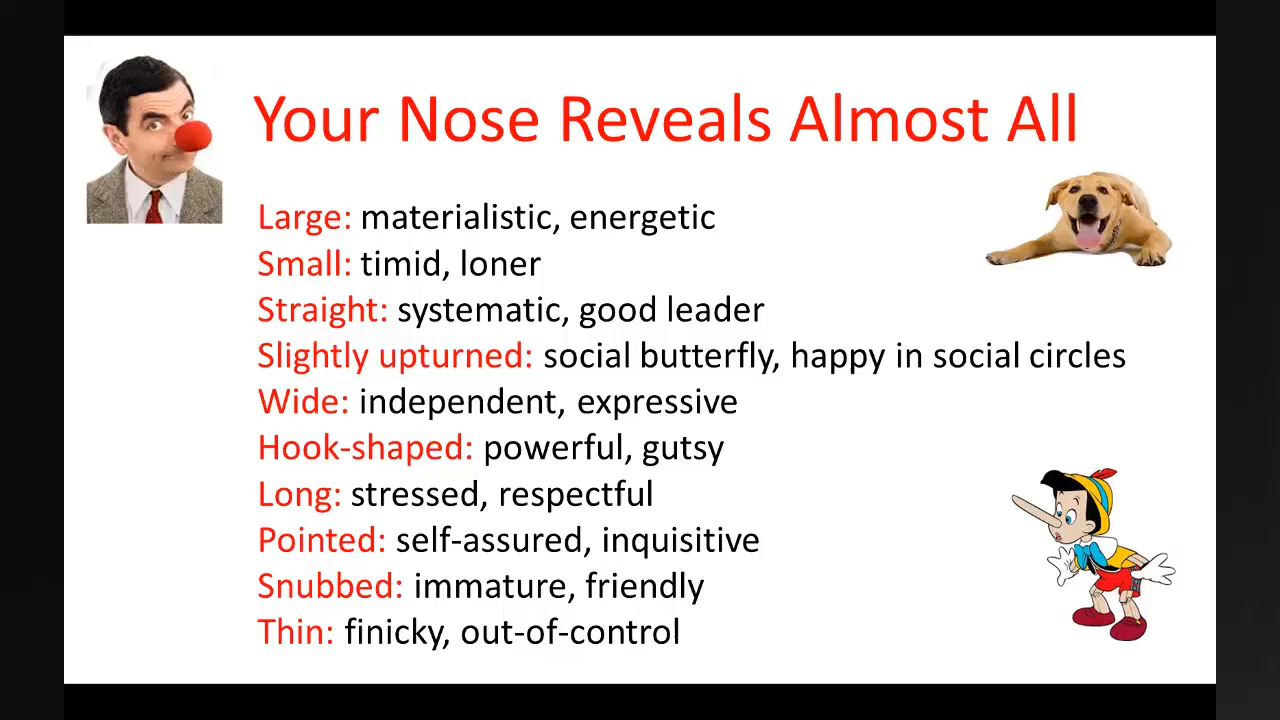 Your Nose Reveals Almost All
Large: materialistic, energetic
Small: timid, loner
Straight: systematic, good leader
Slightly upturned: social butterfly, happy in social circles
Wide: independent, expressive
Hook-shaped: powerful, gutsy
Long: stressed, respectful
Pointed: self-assured, inquisitive
Snubbed: immature, friendly
Thin: finicky, out-of-control